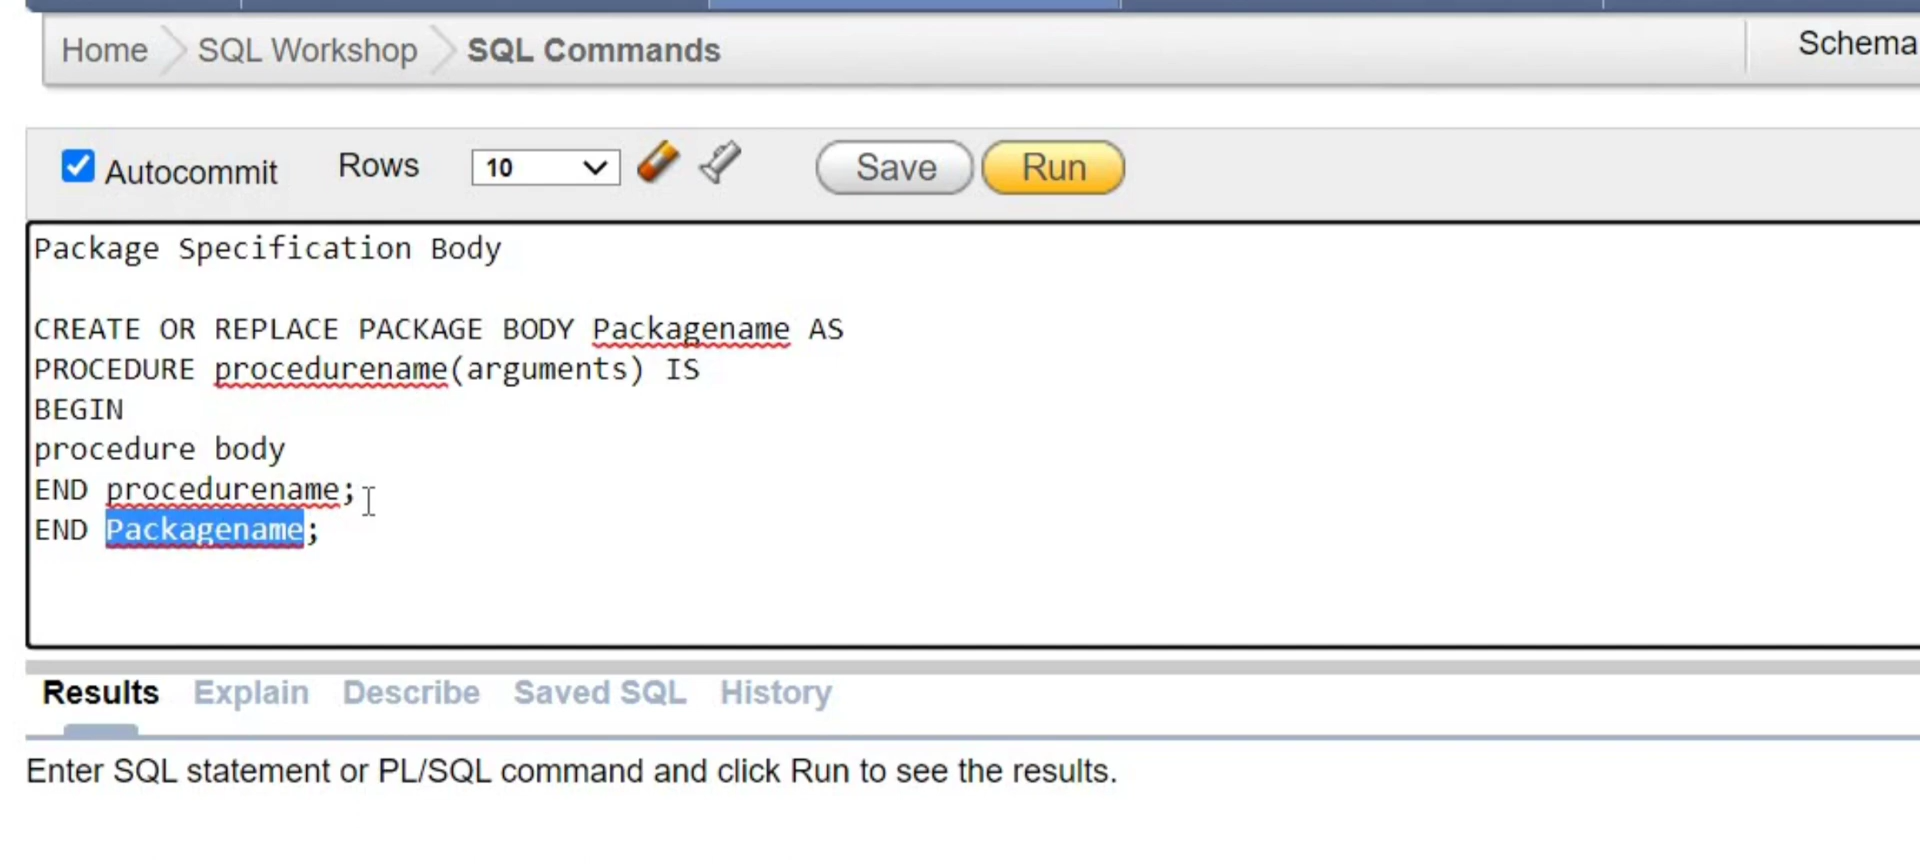 Home SQL Workshop SQL Commands Schema
Autocommit Rows 10 Save Run
Package Specification Body
CREATE OR REPLACE PACKAGE BODY Packagename AS
PROCEDURE procedurename(arguments) IS
BEGIN
procedure body
END procedurename;
END Packagename;
Results Explain Describe Saved SQL History
Enter SQL statement or PL/SQL command and click Run to see the results.